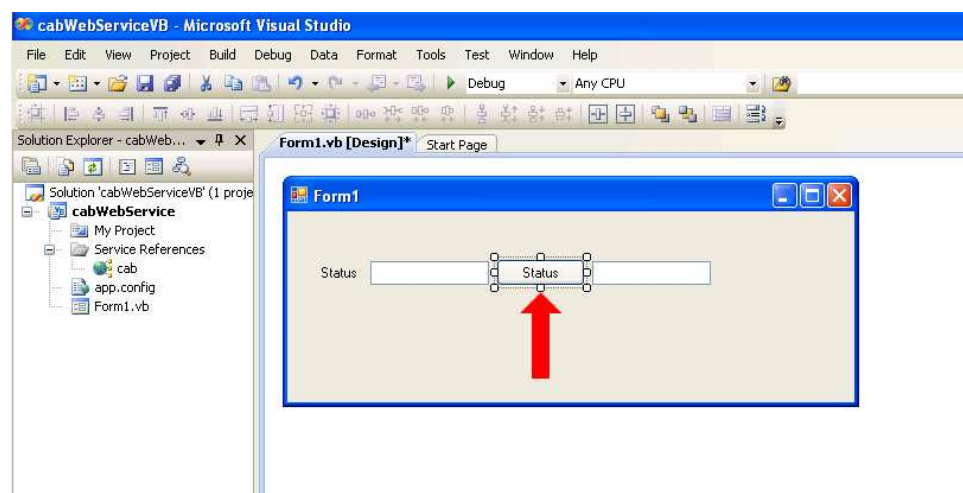 cabWebServiceVB - Microsoft Visual Studio
File Edit View Project Build Debug Data Format Tools Test Window Help
Debug Any CPU
Solution Explorer - cabWeb...
Form1.vb [Design]* Start Page
Solution 'cabWebServiceVB' (1 proje
cabWebService
My Project
Service References
cab
app.config
Form1.vb
Form1
Status Status